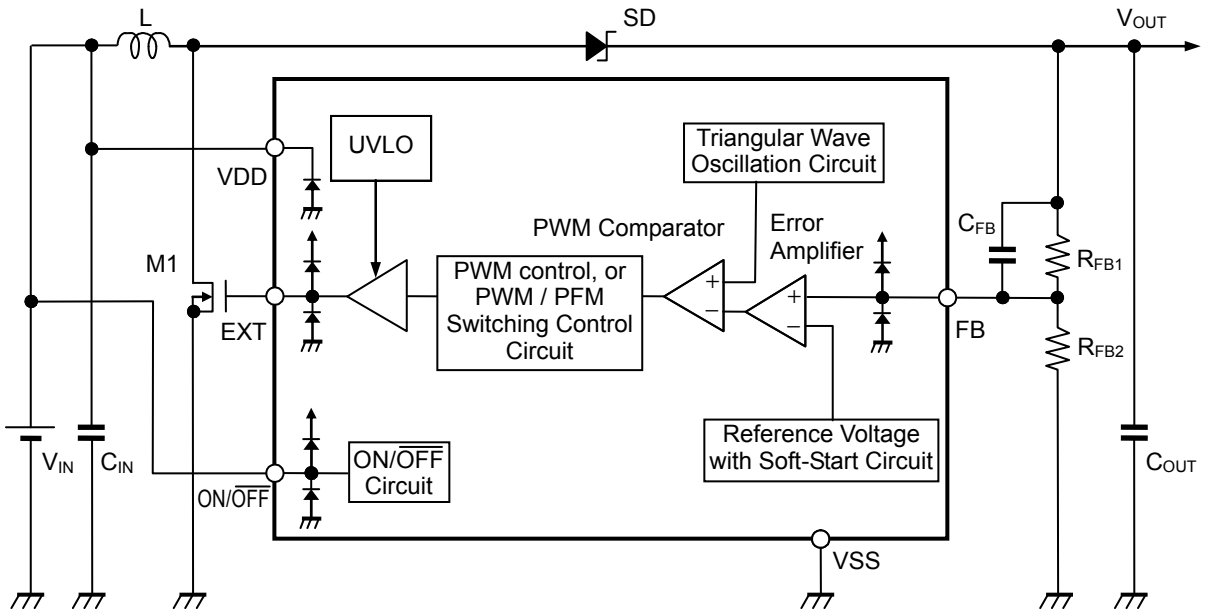 L
SD
VOUT
UVLO
Triangular Wave
Oscillation Circuit
VDD
PWM Comparator
Error
Amplifier
CFB
RFB1
M1
PWM control, or
PWM / PFM
Switching Control
Circuit
+
−
+
−
EXT
FB
RFB2
VIN
CIN
ON/OFF
ON/OFF
Circuit
Reference Voltage
with Soft-Start Circuit
COUT
VSS